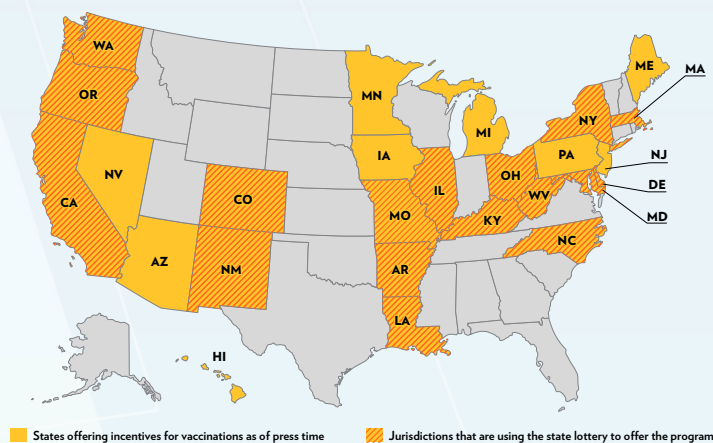 WA
ME
MA
OR
MN
NY
MI
IA
PA
NJ
NV
IL
OH
DE
CA
CO
MO
WV
MD
KY
AZ
NM
AR
NC
LA
HI
States offering incentives for vaccinations as of press time
Jurisdictions that are using the state lottery to offer the program